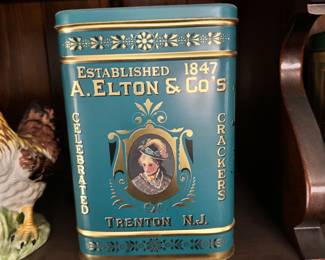 ESTABLISHED 1847
A. ELTON & CO'S
CELEBRATED
CRACKERS
TRENTON N.J.